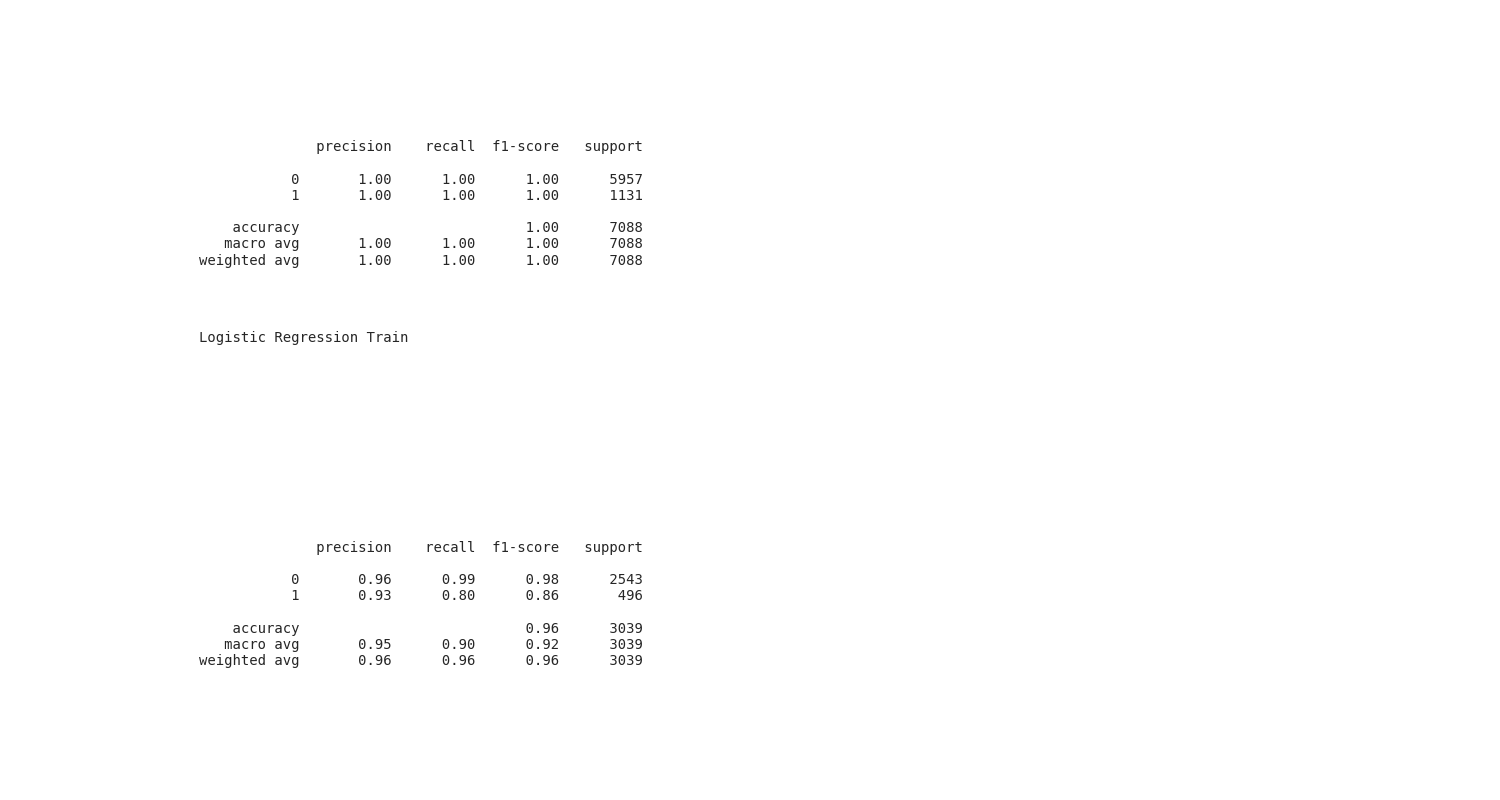 precision    recall  f1-score   support

           0       1.00      1.00      1.00      5957
           1       1.00      1.00      1.00      1131

    accuracy                           1.00      7088
   macro avg       1.00      1.00      1.00      7088
weighted avg       1.00      1.00      1.00      7088

Logistic Regression Train

              precision    recall  f1-score   support

           0       0.96      0.99      0.98      2543
           1       0.93      0.80      0.86       496

    accuracy                           0.96      3039
   macro avg       0.95      0.90      0.92      3039
weighted avg       0.96      0.96      0.96      3039